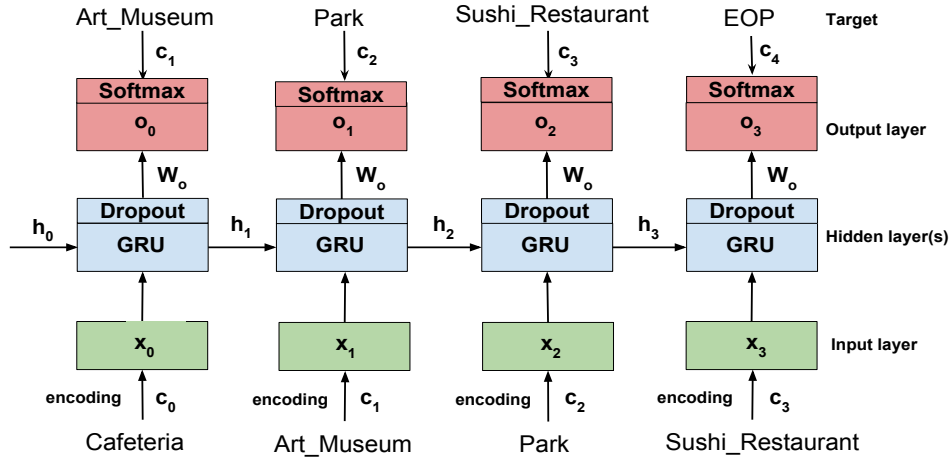 Art_Museum Park Sushi_Restaurant EOP Target
c₁ c₂ c₃ c₄
Softmax Softmax Softmax Softmax
o₀ o₁ o₂ o₃ Output layer
Wₒ Wₒ Wₒ Wₒ
Dropout Dropout Dropout Dropout
h₀ h₁ h₂ h₃ Hidden layer(s)
GRU GRU GRU GRU
x₀ x₁ x₂ x₃ Input layer
encoding c₀ encoding c₁ encoding c₂ encoding c₃
Cafeteria Art_Museum Park Sushi_Restaurant